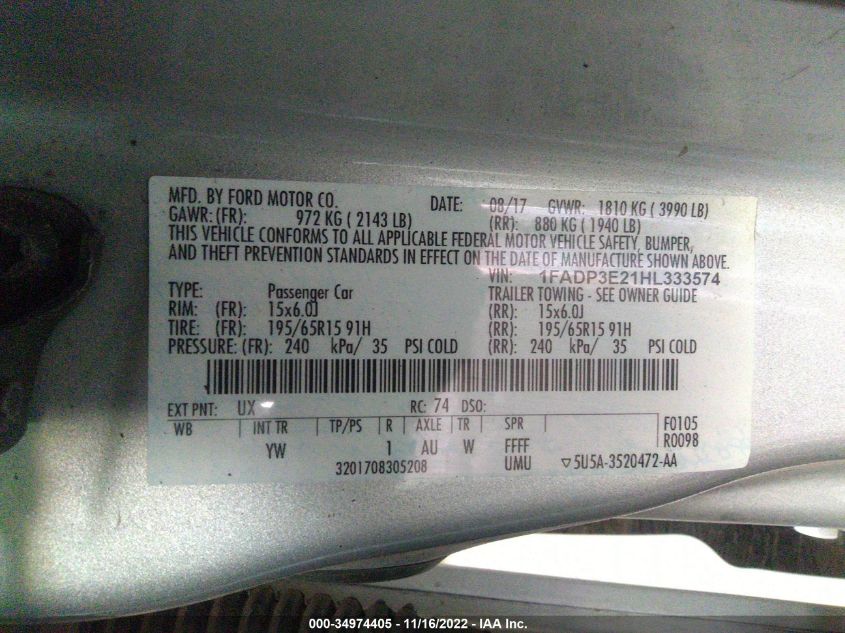 MFD. BY FORD MOTOR CO. DATE: 08/17 GVWR: 1810 KG ( 3990 LB)
GAWR: (FR): 972 KG ( 2143 LB) (RR): 880 KG ( 1940 LB)
THIS VEHICLE CONFORMS TO ALL APPLICABLE FEDERAL MOTOR VEHICLE SAFETY, BUMPER,
AND THEFT PREVENTION STANDARDS IN EFFECT ON THE DATE OF MANUFACTURE SHOWN ABOVE.
VIN: 1FADP3E21HL333574
TYPE: Passenger Car TRAILER TOWING - SEE OWNER GUIDE
RIM: (FR): 15x6.0J (RR): 15x6.0J
TIRE: (FR): 195/65R15 91H (RR): 195/65R15 91H
PRESSURE: (FR): 240 kPa/ 35 PSI COLD (RR): 240 kPa/ 35 PSI COLD
EXT PNT: UX RC: 74 DSO:
WB INT TR TP/PS R AXLE TR SPR F0105
YW 1 AU W FFFF R0098
3201708305208 UMU ▽5U5A-3520472-AA
000-34974405 - 11/16/2022 - IAA Inc.